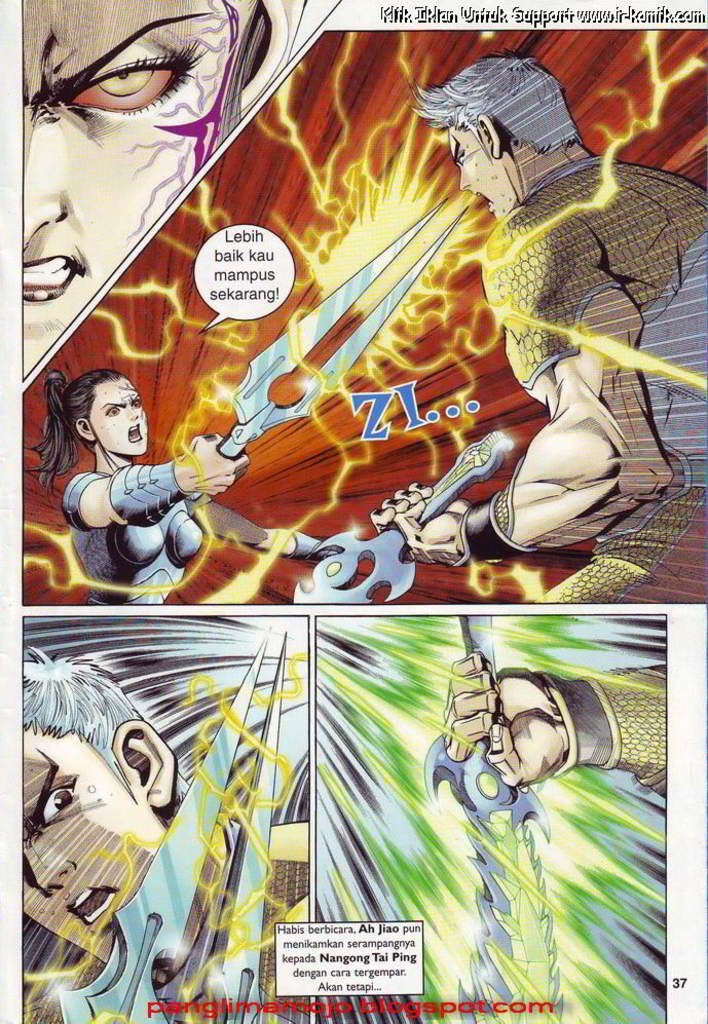 Klik Iklan Untuk Support www.ir-komik.com
Lebih
baik kau
mampus
sekarang!
ZI...
Habis berbicara, Ah Jiao pun
menikamkan serampangnya
kepada Nangong Tai Ping
dengan cara tergempar.
Akan tetapi...
37
panglimamojo.blogspot.com